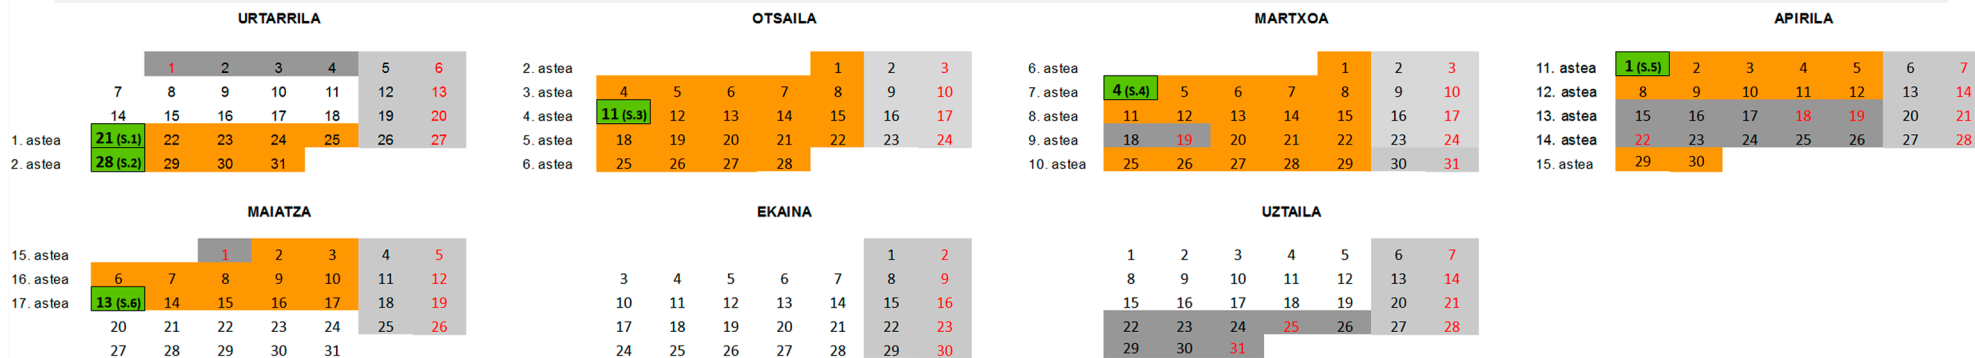 URTARRILA OTSAILA MARTXOA APIRILA
1 2 3 4 5 6 2. astea 1 2 3 6. astea 1 2 3 11. astea 1 (S.5) 2 3 4 5 6 7
7 8 9 10 11 12 13 3. astea 4 5 6 7 8 9 10 7. astea 4 (S.4) 5 6 7 8 9 10 12. astea 8 9 10 11 12 13 14
14 15 16 17 18 19 20 4. astea 11 (S.3) 12 13 14 15 16 17 8. astea 11 12 13 14 15 16 17 13. astea 15 16 17 18 19 20 21
1. astea 21 (S.1) 22 23 24 25 26 27 5. astea 18 19 20 21 22 23 24 9. astea 18 19 20 21 22 23 24 14. astea 22 23 24 25 26 27 28
2. astea 28 (S.2) 29 30 31 6. astea 25 26 27 28 10. astea 25 26 27 28 29 30 31 15. astea 29 30
MAIATZA EKAINA UZTAILA
15. astea 1 2 3 4 5 1 2 1 2 3 4 5 6 7
16. astea 6 7 8 9 10 11 12 3 4 5 6 7 8 9 8 9 10 11 12 13 14
17. astea 13 (S.6) 14 15 16 17 18 19 10 11 12 13 14 15 16 15 16 17 18 19 20 21
20 21 22 23 24 25 26 17 18 19 20 21 22 23 22 23 24 25 26 27 28
27 28 29 30 31 24 25 26 27 28 29 30 29 30 31